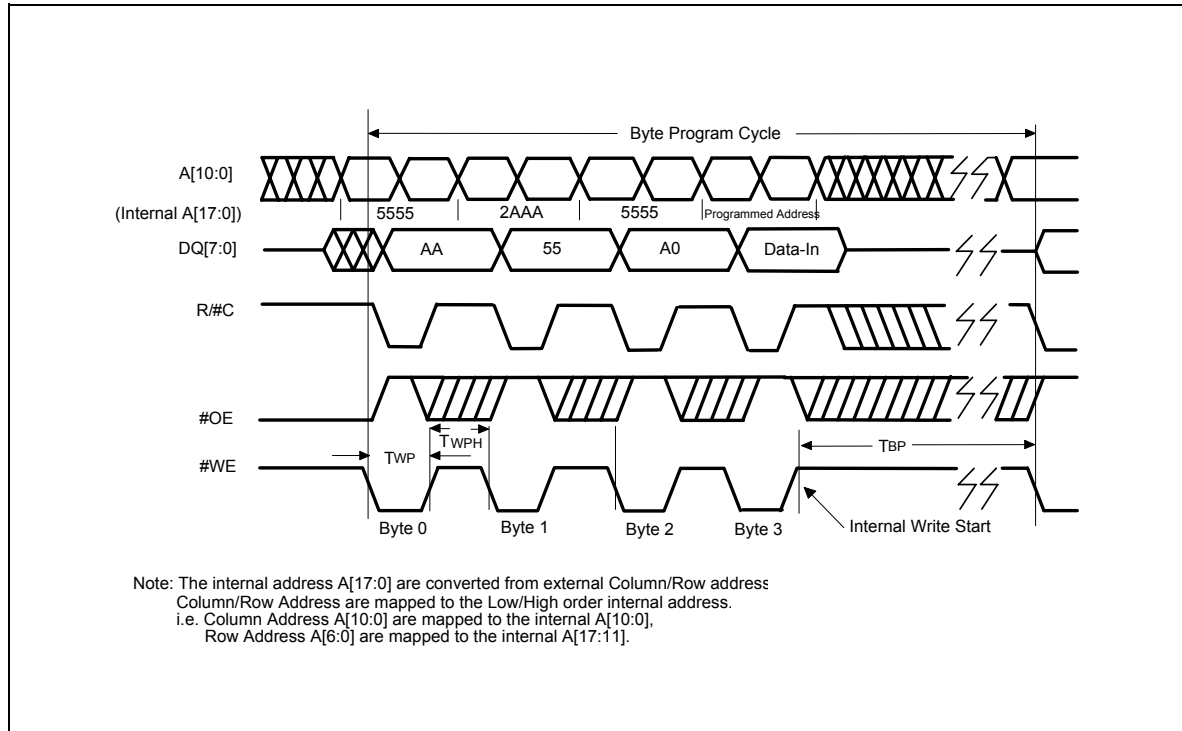 Byte Program Cycle
A[10:0]
(Internal A[17:0])
5555 2AAA 5555 Programmed Address
DQ[7:0]
AA 55 A0 Data-In
R/#C
#OE
TWP TWPH TBP
#WE
Byte 0 Byte 1 Byte 2 Byte 3 Internal Write Start
Note: The internal address A[17:0] are converted from external Column/Row address
Column/Row Address are mapped to the Low/High order internal address.
i.e. Column Address A[10:0] are mapped to the internal A[10:0],
Row Address A[6:0] are mapped to the internal A[17:11].